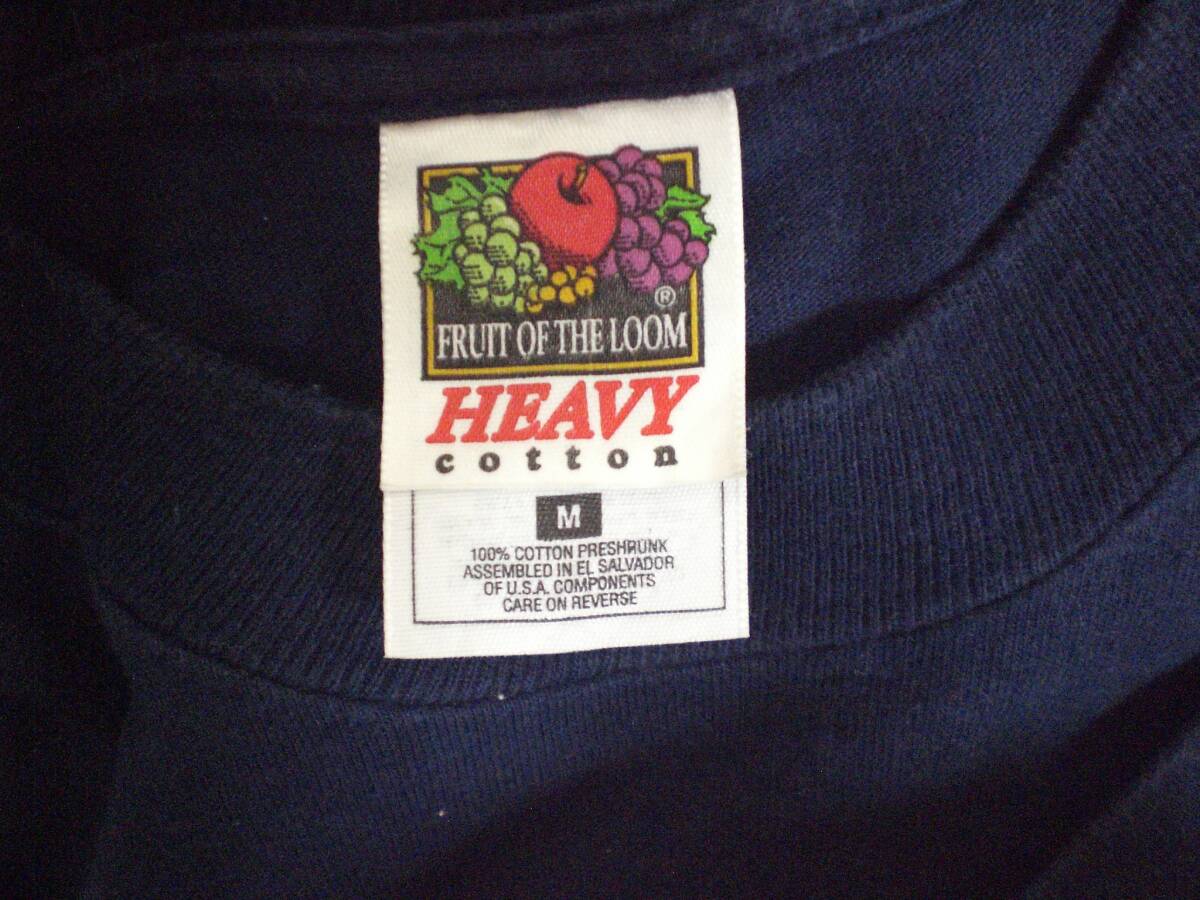 ®
FRUIT OF THE LOOM
HEAVY
cotton
M
100% COTTON PRESHRUNK
ASSEMBLED IN EL SALVADOR
OF U.S.A. COMPONENTS
CARE ON REVERSE